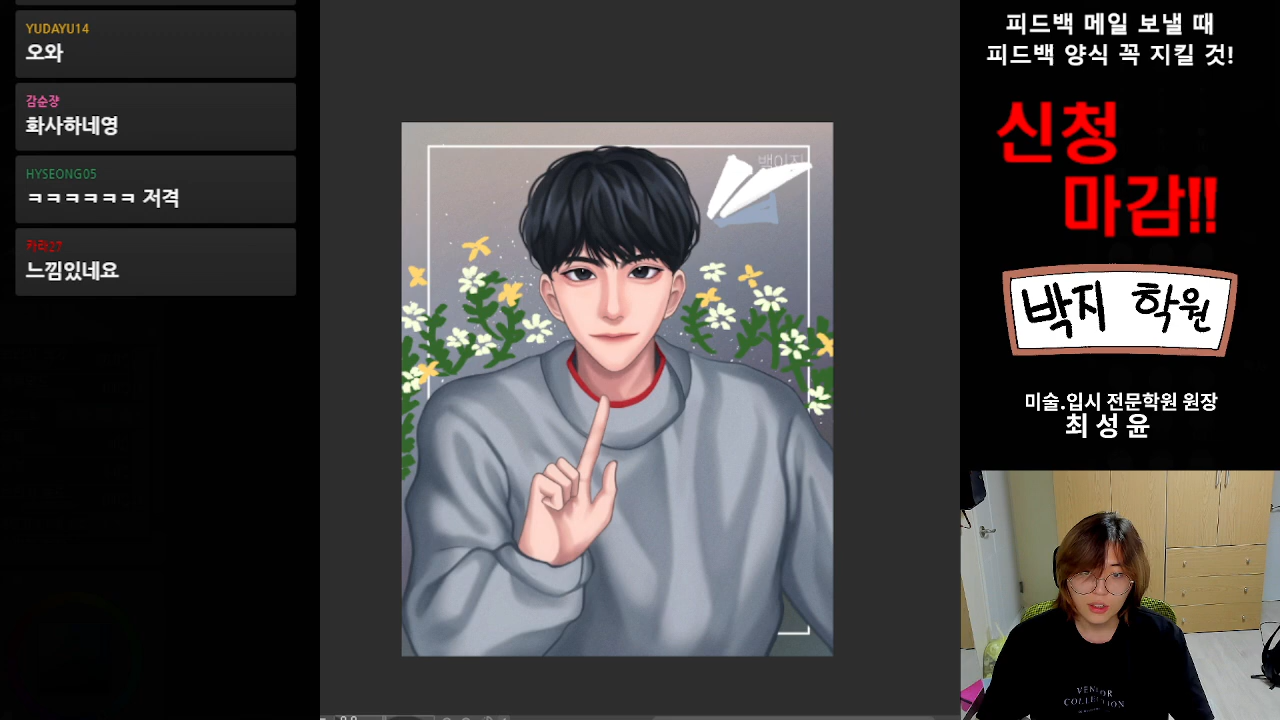 YUDAYU14
오와
감순쟝
화사하네영
HYSEONG05
ㅋㅋㅋㅋㅋㅋ 저격
카라27
느낌있네요
피드백 메일 보낼 때
피드백 양식 꼭 지킬 것!
신청
마감!!
박지 학원
미술.입시 전문학원 원장
최성윤
VENDOR
COLLECTION